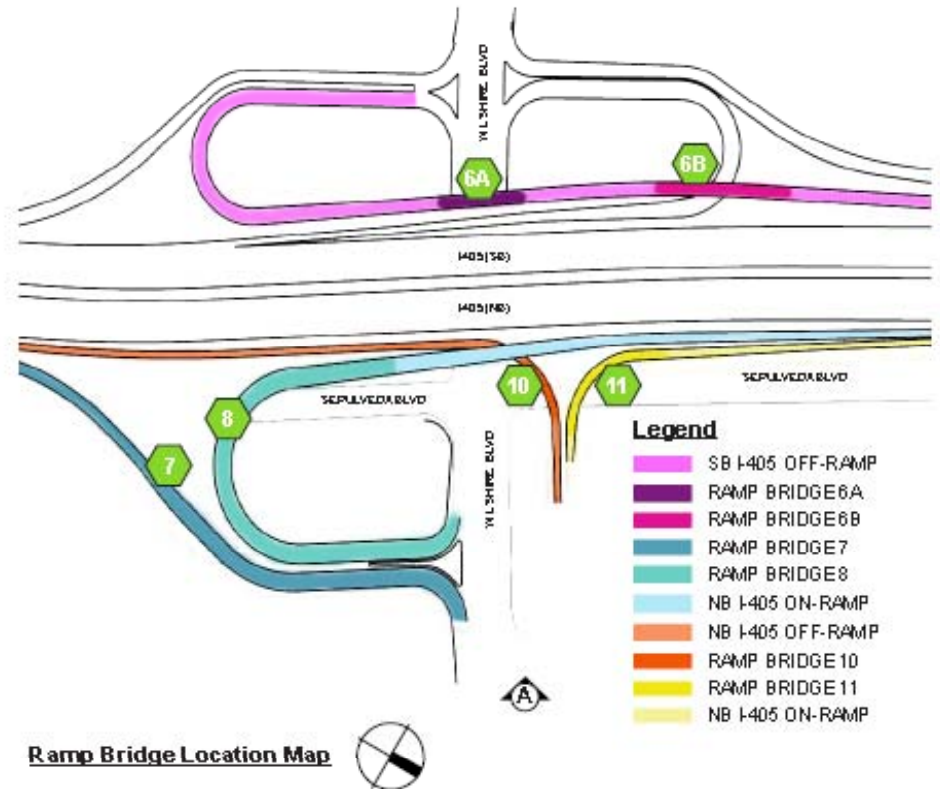 WILSHIRE BLVD
6A
6B
I-405 (SB)
I-405 (NB)
10
11
SEPULVEDA BLVD
8
SEPULVEDA BLVD
7
WILSHIRE BLVD
Legend
SB I-405 OFF-RAMP
RAMP BRIDGE 6A
RAMP BRIDGE 6B
RAMP BRIDGE 7
RAMP BRIDGE 8
NB I-405 ON-RAMP
NB I-405 OFF-RAMP
RAMP BRIDGE 10
RAMP BRIDGE 11
NB I-405 ON-RAMP
A
Ramp Bridge Location Map